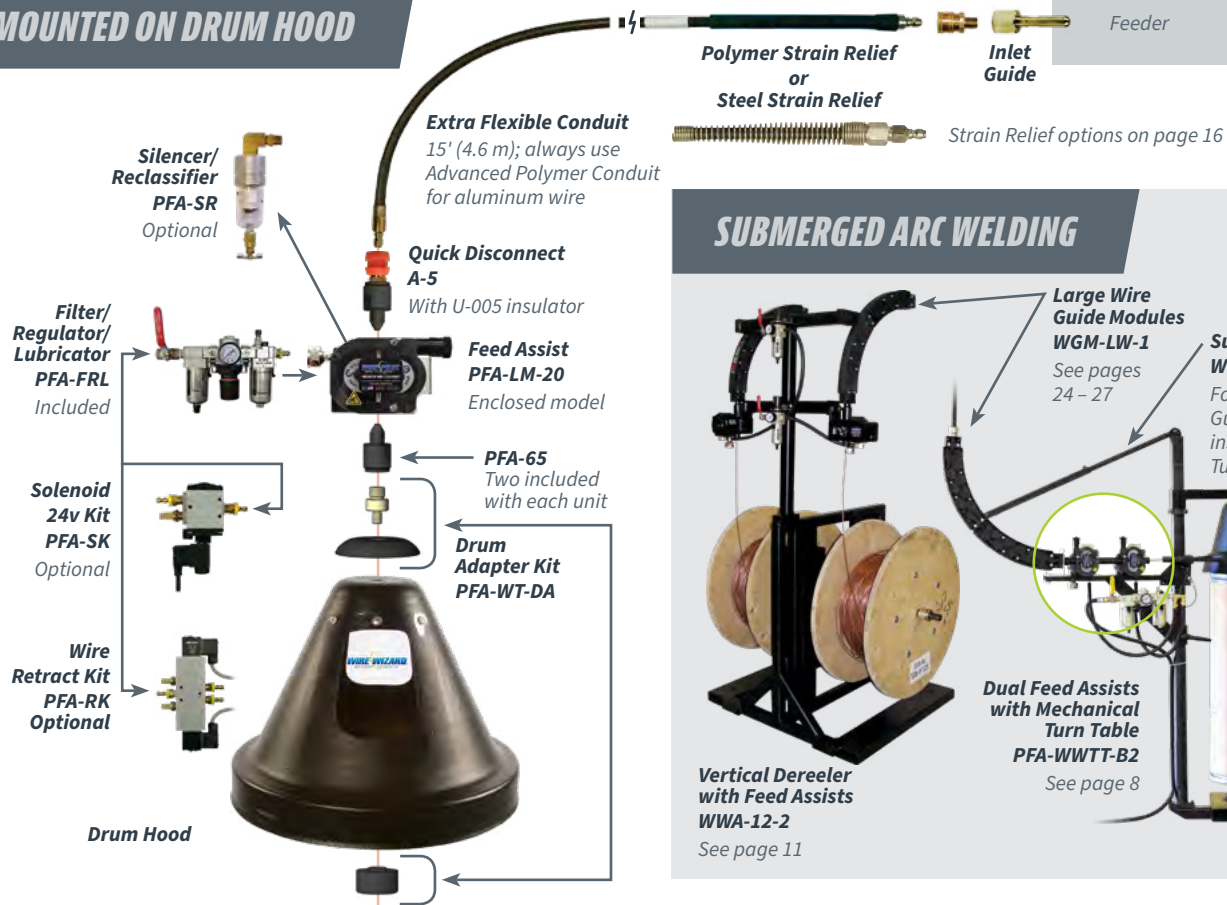 MOUNTED ON DRUM HOOD
Polymer Strain Relief
or
Steel Strain Relief
Inlet
Guide
Feeder
Strain Relief options on page 16
Extra Flexible Conduit
15' (4.6 m); always use
Advanced Polymer Conduit
for aluminum wire
Silencer/
Reclassifier
PFA-SR
Optional
Quick Disconnect
A-5
With U-005 insulator
Filter/
Regulator/
Lubricator
PFA-FRL
Included
Feed Assist
PFA-LM-20
Enclosed model
PFA-65
Two included
with each unit
Solenoid
24v Kit
PFA-SK
Optional
Drum
Adapter Kit
PFA-WT-DA
Wire
Retract Kit
PFA-RK
Optional
WIRE WIZARD
Drum Hood
SUBMERGED ARC WELDING
Large Wire
Guide Modules
WGM-LW-1
See pages
24 – 27
Su
W
Fo
Gu
ins
Tu
Dual Feed Assists
with Mechanical
Turn Table
PFA-WWTT-B2
See page 8
Vertical Dereeler
with Feed Assists
WWA-12-2
See page 11